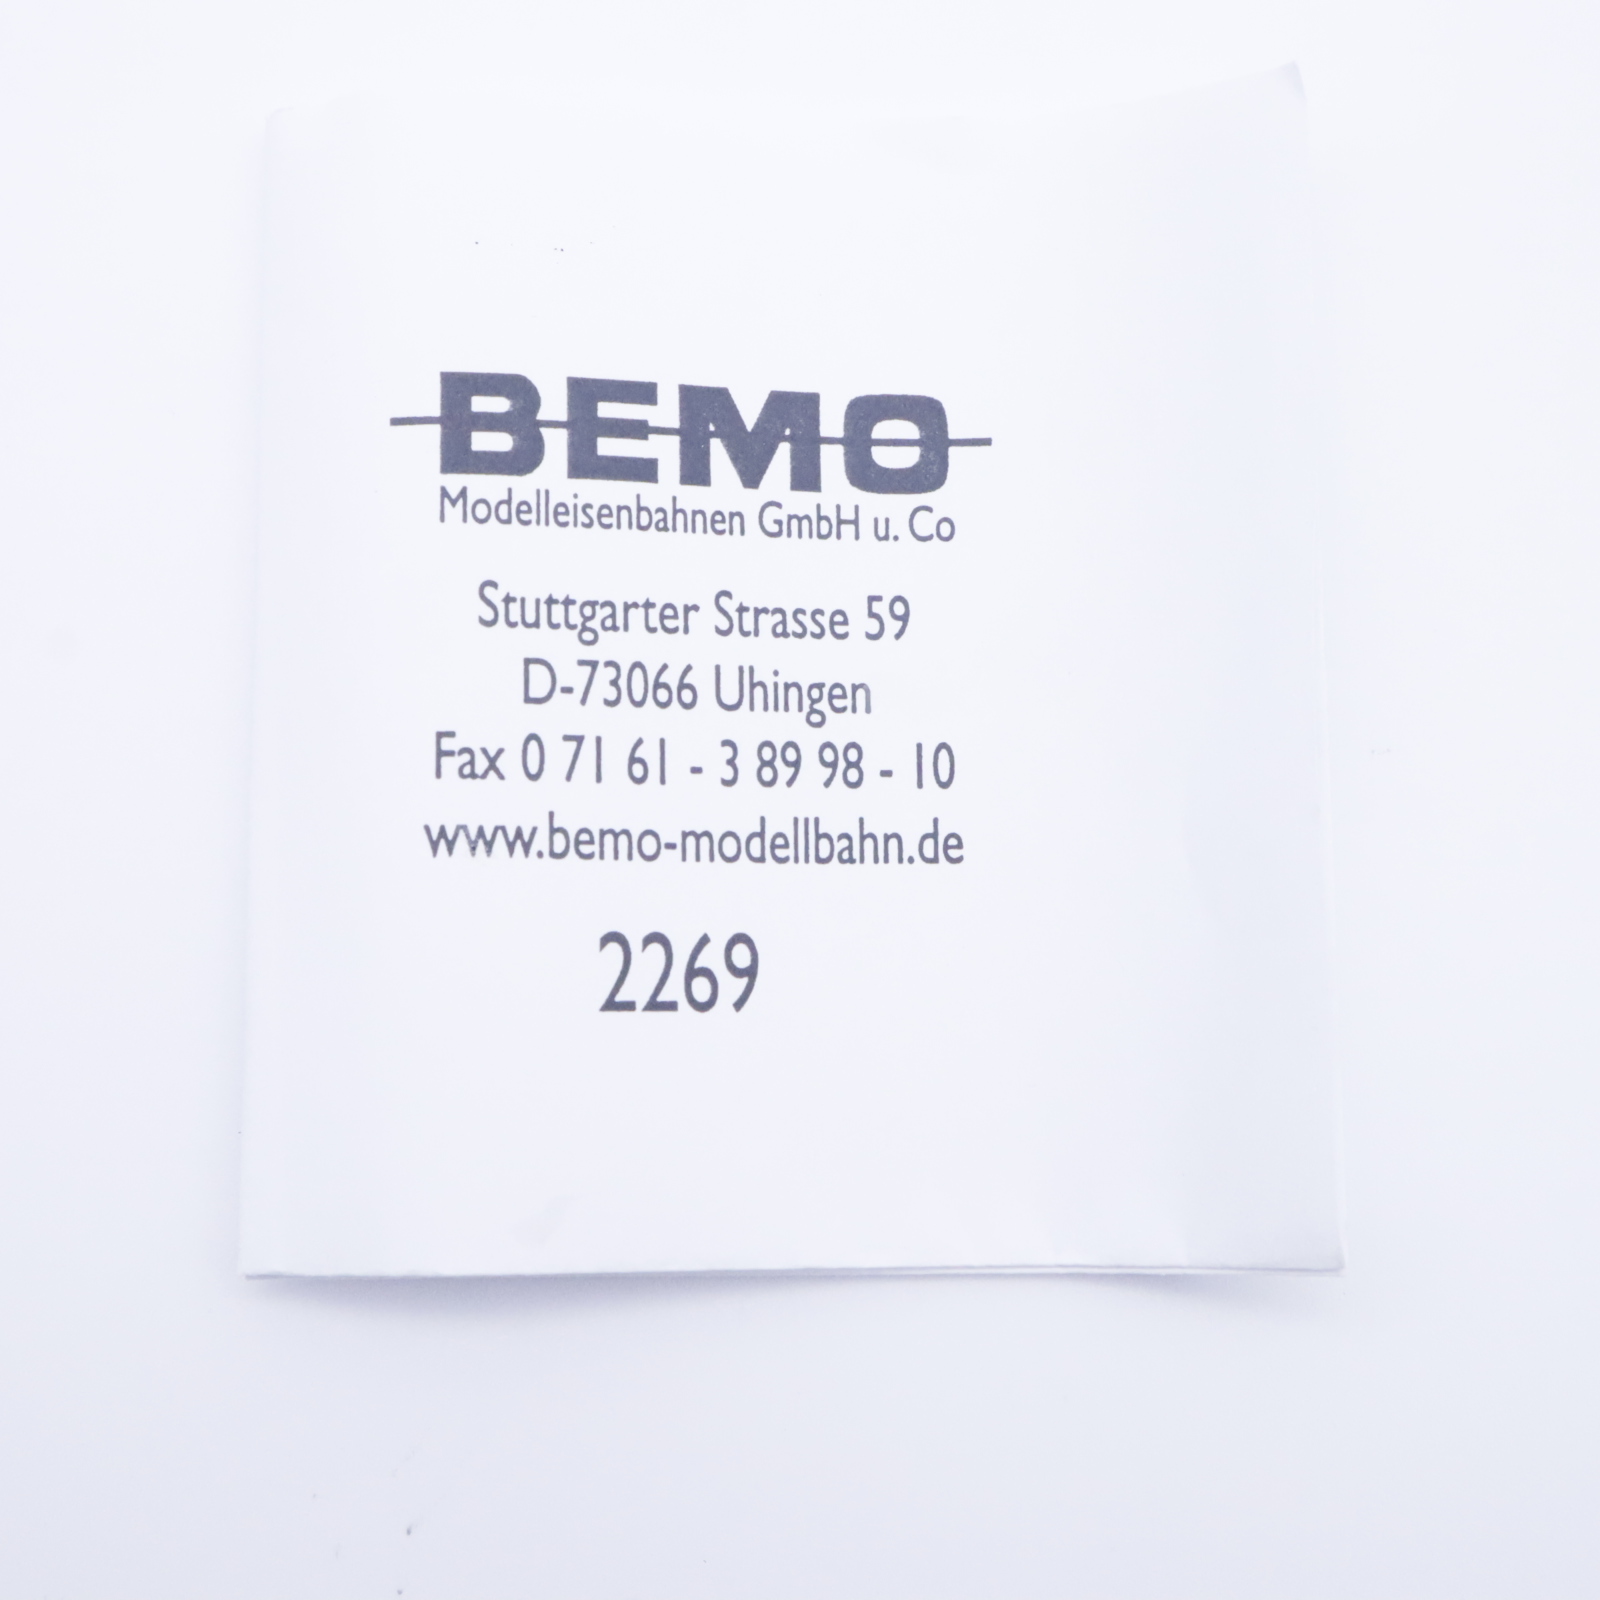 BEMO
Modelleisenbahnen GmbH u. Co
Stuttgarter Strasse 59
D-73066 Uhingen
Fax 0 71 61 - 3 89 98 - 10
www.bemo-modellbahn.de
2269